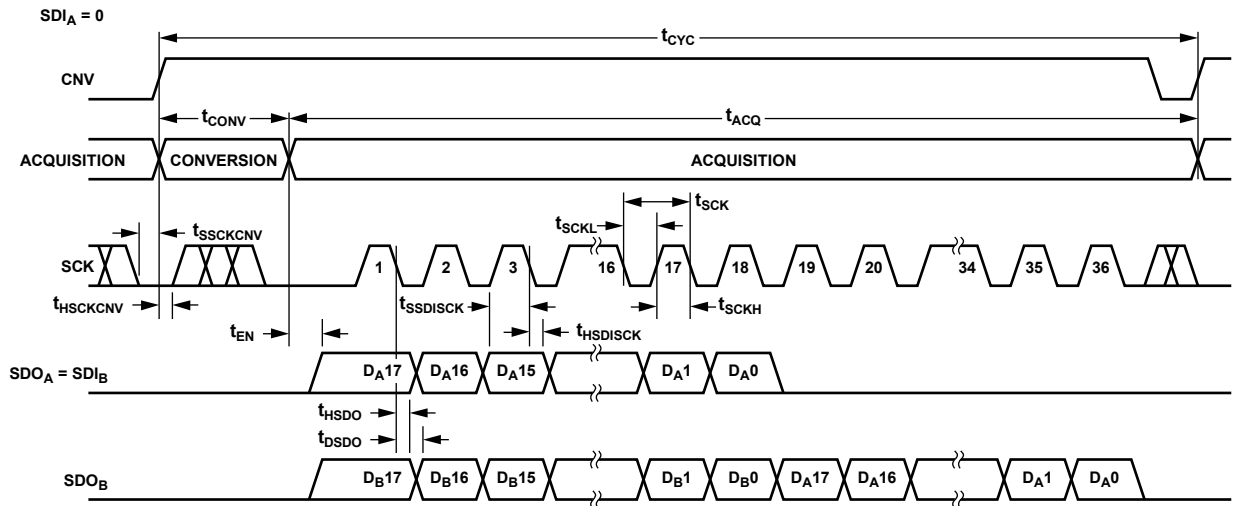 SDIA = 0
tCYC
CNV
tCONV
tACQ
ACQUISITION CONVERSION ACQUISITION
tSCK
tSCKL
tSSCKCNV
SCK 1 2 3 16 17 18 19 20 34 35 36
tHSCKCNV
tSSDISCK
tSCKH
tEN
tHSDISCK
SDOA = SDIB DA17 DA16 DA15 DA1 DA0
tHSDO
tDSDO
SDOB DB17 DB16 DB15 DB1 DB0 DA17 DA16 DA1 DA0